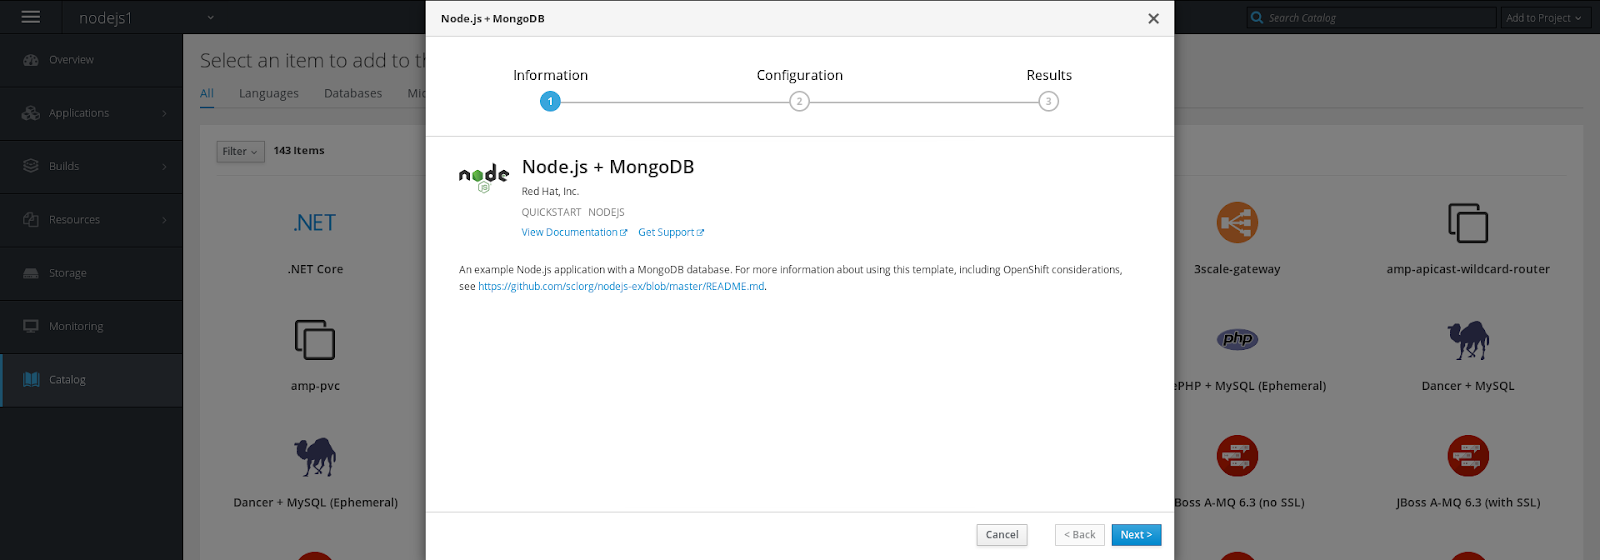 nodejs1
Node.js + MongoDB
Search Catalog
Add to Project
Overview
Applications
Builds
Resources
Storage
Monitoring
Catalog
Select an item to add to
All Languages Databases
Filter
143 Items
Information Configuration Results
1 2 3
node
JS
Node.js + MongoDB
Red Hat, Inc.
QUICKSTART NODEJS
View Documentation Get Support
An example Node.js application with a MongoDB database. For more information about using this template, including OpenShift considerations,
see https://github.com/sclorg/nodejs-ex/blob/master/README.md.
.NET
.NET Core
3scale-gateway
amp-apicast-wildcard-router
amp-pvc
php
PHP + MySQL (Ephemeral)
Dancer + MySQL
Dancer + MySQL (Ephemeral)
Boss A-MQ 6.3 (no SSL)
JBoss A-MQ 6.3 (with SSL)
Cancel < Back Next >